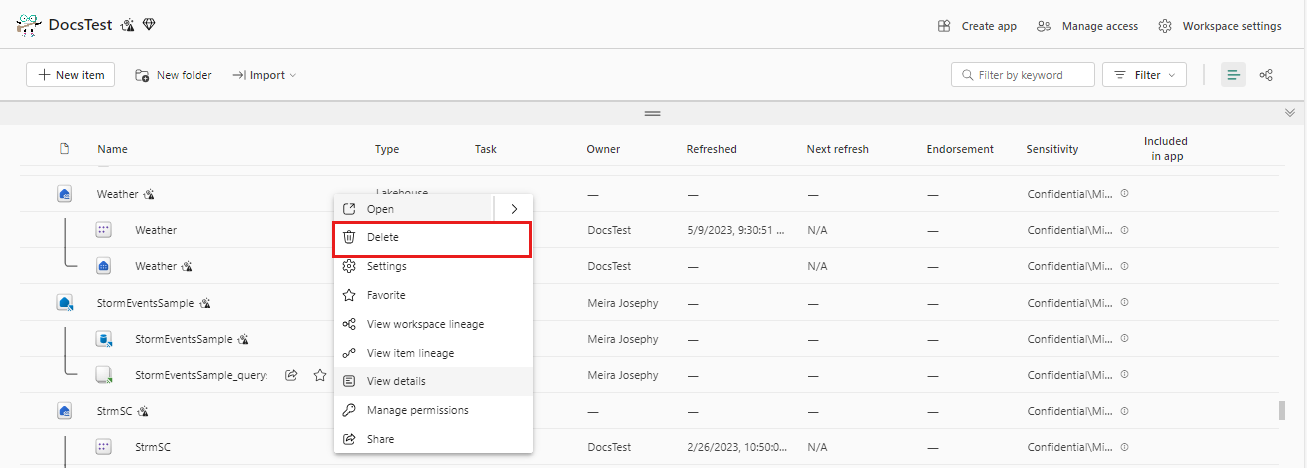 DocsTest
Create app Manage access Workspace settings
New item New folder Import Filter by keyword Filter
Name Type Task Owner Refreshed Next refresh Endorsement Sensitivity Included in app
Weather Lakehouse — — — — Confidential\Mi...
Weather DocsTest 5/9/2023, 9:30:51 ... N/A — Confidential\Mi...
Weather DocsTest — N/A — Confidential\Mi...
StormEventsSample Meira Josephy — — — Confidential\Mi...
StormEventsSample Meira Josephy — — — Confidential\Mi...
StormEventsSample_query Meira Josephy — — — Confidential\Mi...
StrmSC — — — — Confidential\Mi...
StrmSC DocsTest 2/26/2023, 10:50:0... N/A — Confidential\Mi...
Open
Delete
Settings
Favorite
View workspace lineage
View item lineage
View details
Manage permissions
Share